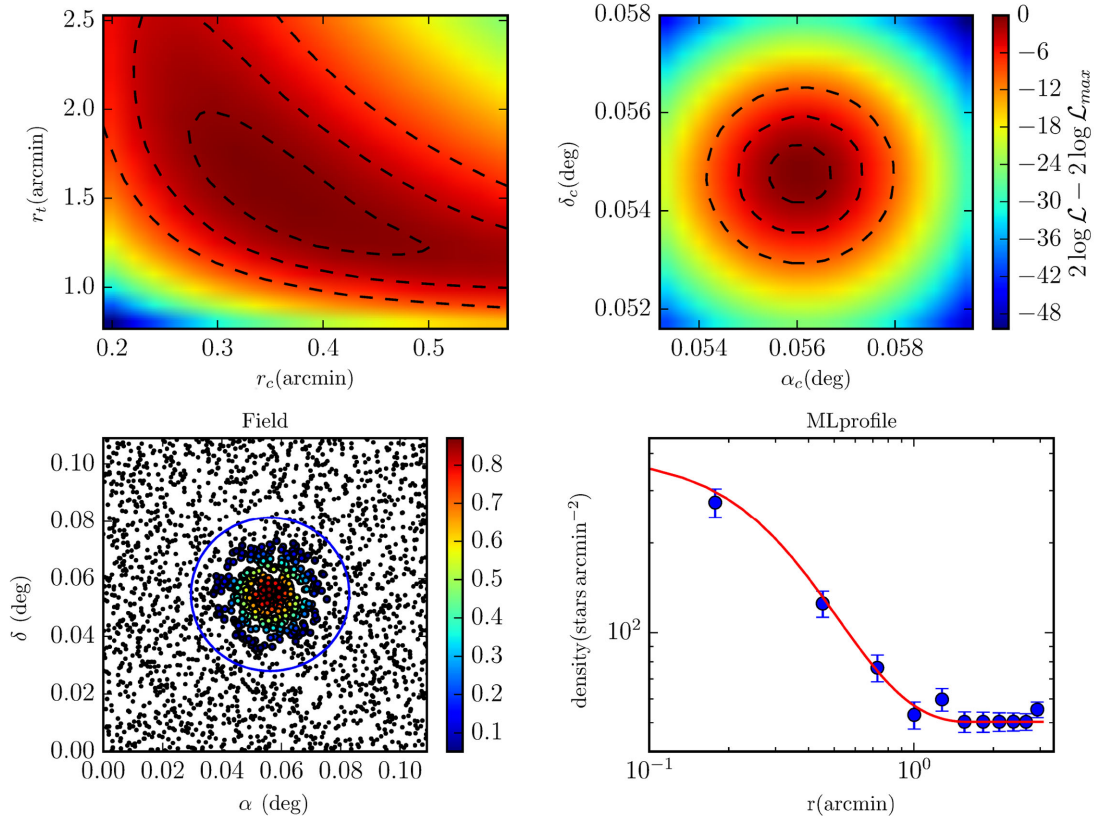 2.5
2.0
1.5
1.0
r_t(arcmin)
0.2 0.3 0.4 0.5
r_c(arcmin)
0.058
0.056
0.054
0.052
δ_c(deg)
0.054 0.056 0.058
α_c(deg)
0
−6
−12
−18
−24
−30
−36
−42
−48
2 log ℒ − 2 log ℒ_max
Field
0.10
0.08
0.06
0.04
0.02
0.00
δ (deg)
0.00 0.02 0.04 0.06 0.08 0.10
α (deg)
0.8
0.7
0.6
0.5
0.4
0.3
0.2
0.1
MLprofile
10²
density(stars arcmin⁻²)
10⁻¹ 10⁰
r(arcmin)